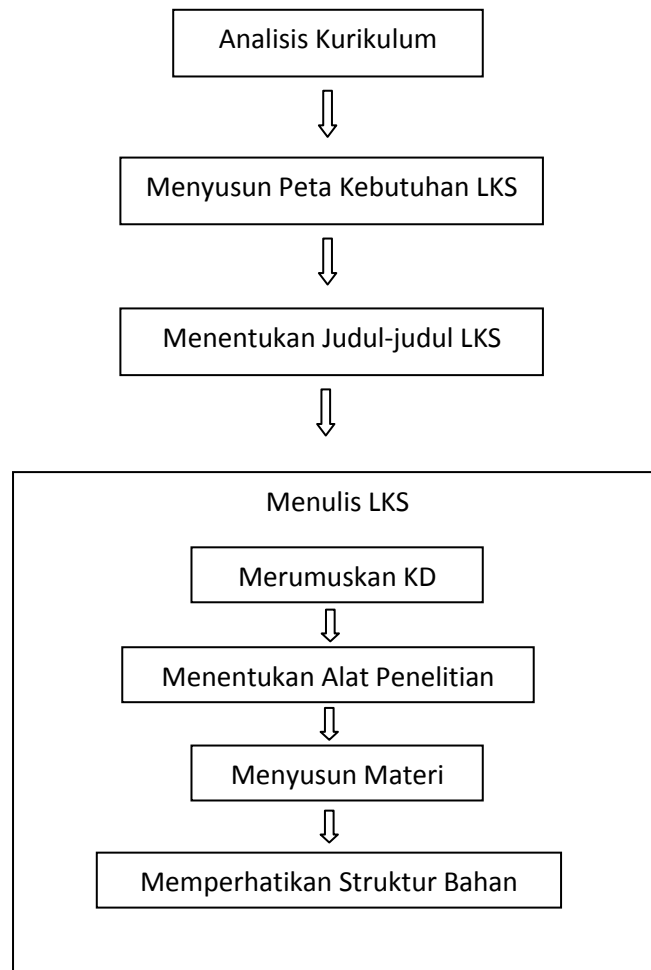 Analisis Kurikulum
Menyusun Peta Kebutuhan LKS
Menentukan Judul-judul LKS
Menulis LKS
Merumuskan KD
Menentukan Alat Penelitian
Menyusun Materi
Memperhatikan Struktur Bahan